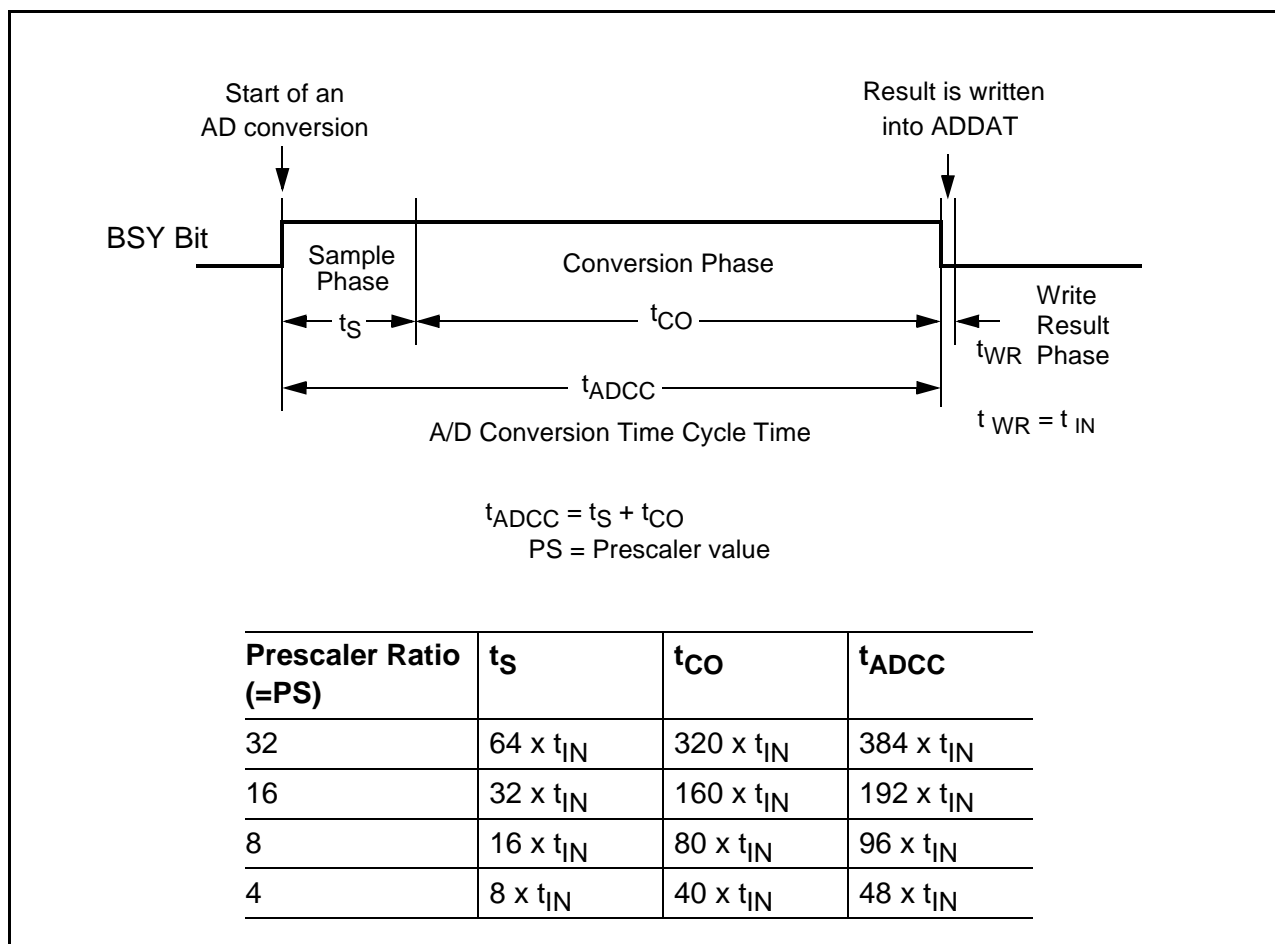 Start of an
AD conversion
Result is written
into ADDAT
BSY Bit
Sample
Phase
Conversion Phase
tS
tCO
Write
Result
Phase
tWR
tADCC
A/D Conversion Time Cycle Time
t WR = t IN
tADCC = tS + tCO
PS = Prescaler value
Prescaler Ratio (=PS) tS tCO tADCC
32 64 x tIN 320 x tIN 384 x tIN
16 32 x tIN 160 x tIN 192 x tIN
8 16 x tIN 80 x tIN 96 x tIN
4 8 x tIN 40 x tIN 48 x tIN